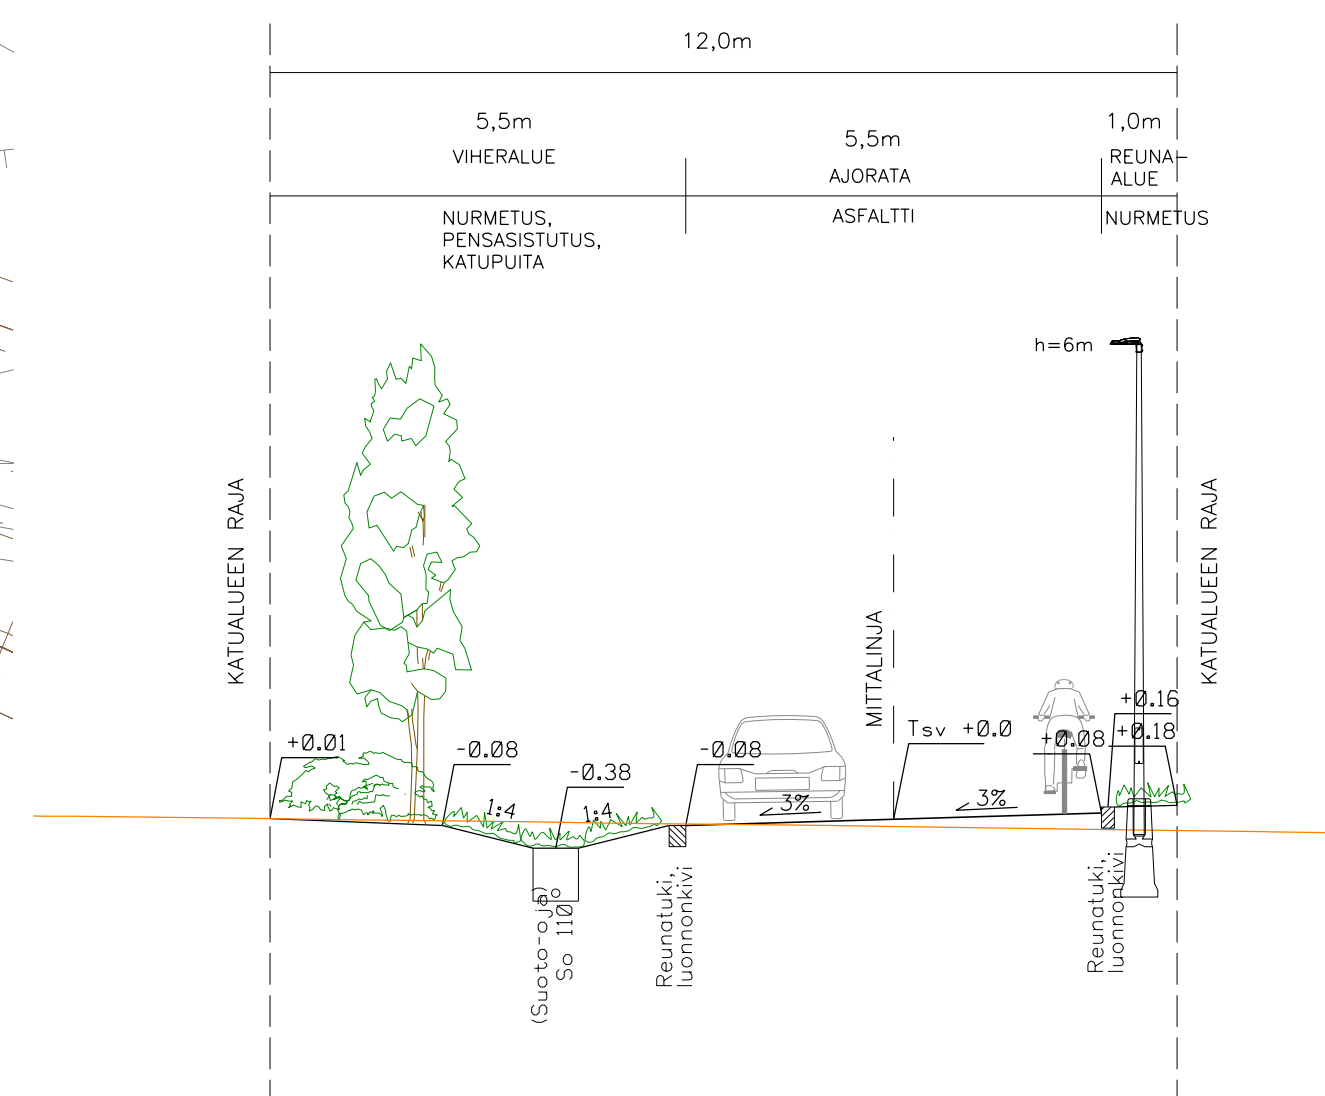 12,0m
5,5m
VIHERALUE
5,5m
AJORATA
1,0m
REUNA-
ALUE
NURMETUS,
PENSASISTUTUS,
KATUPUITA
ASFALTTI
NURMETUS
h=6m
KATUALUEEN RAJA
MITTALINJA
KATUALUEEN RAJA
+0.01
-0.08
-0.38
-0.08
Tsv +0.0
+0.08
+0.16
+0.18
1:4
1:4
3%
3%
(Suoto-oja)
So 110
Reunatuki,
luonnonkivi
Reunatuki,
luonnonkivi